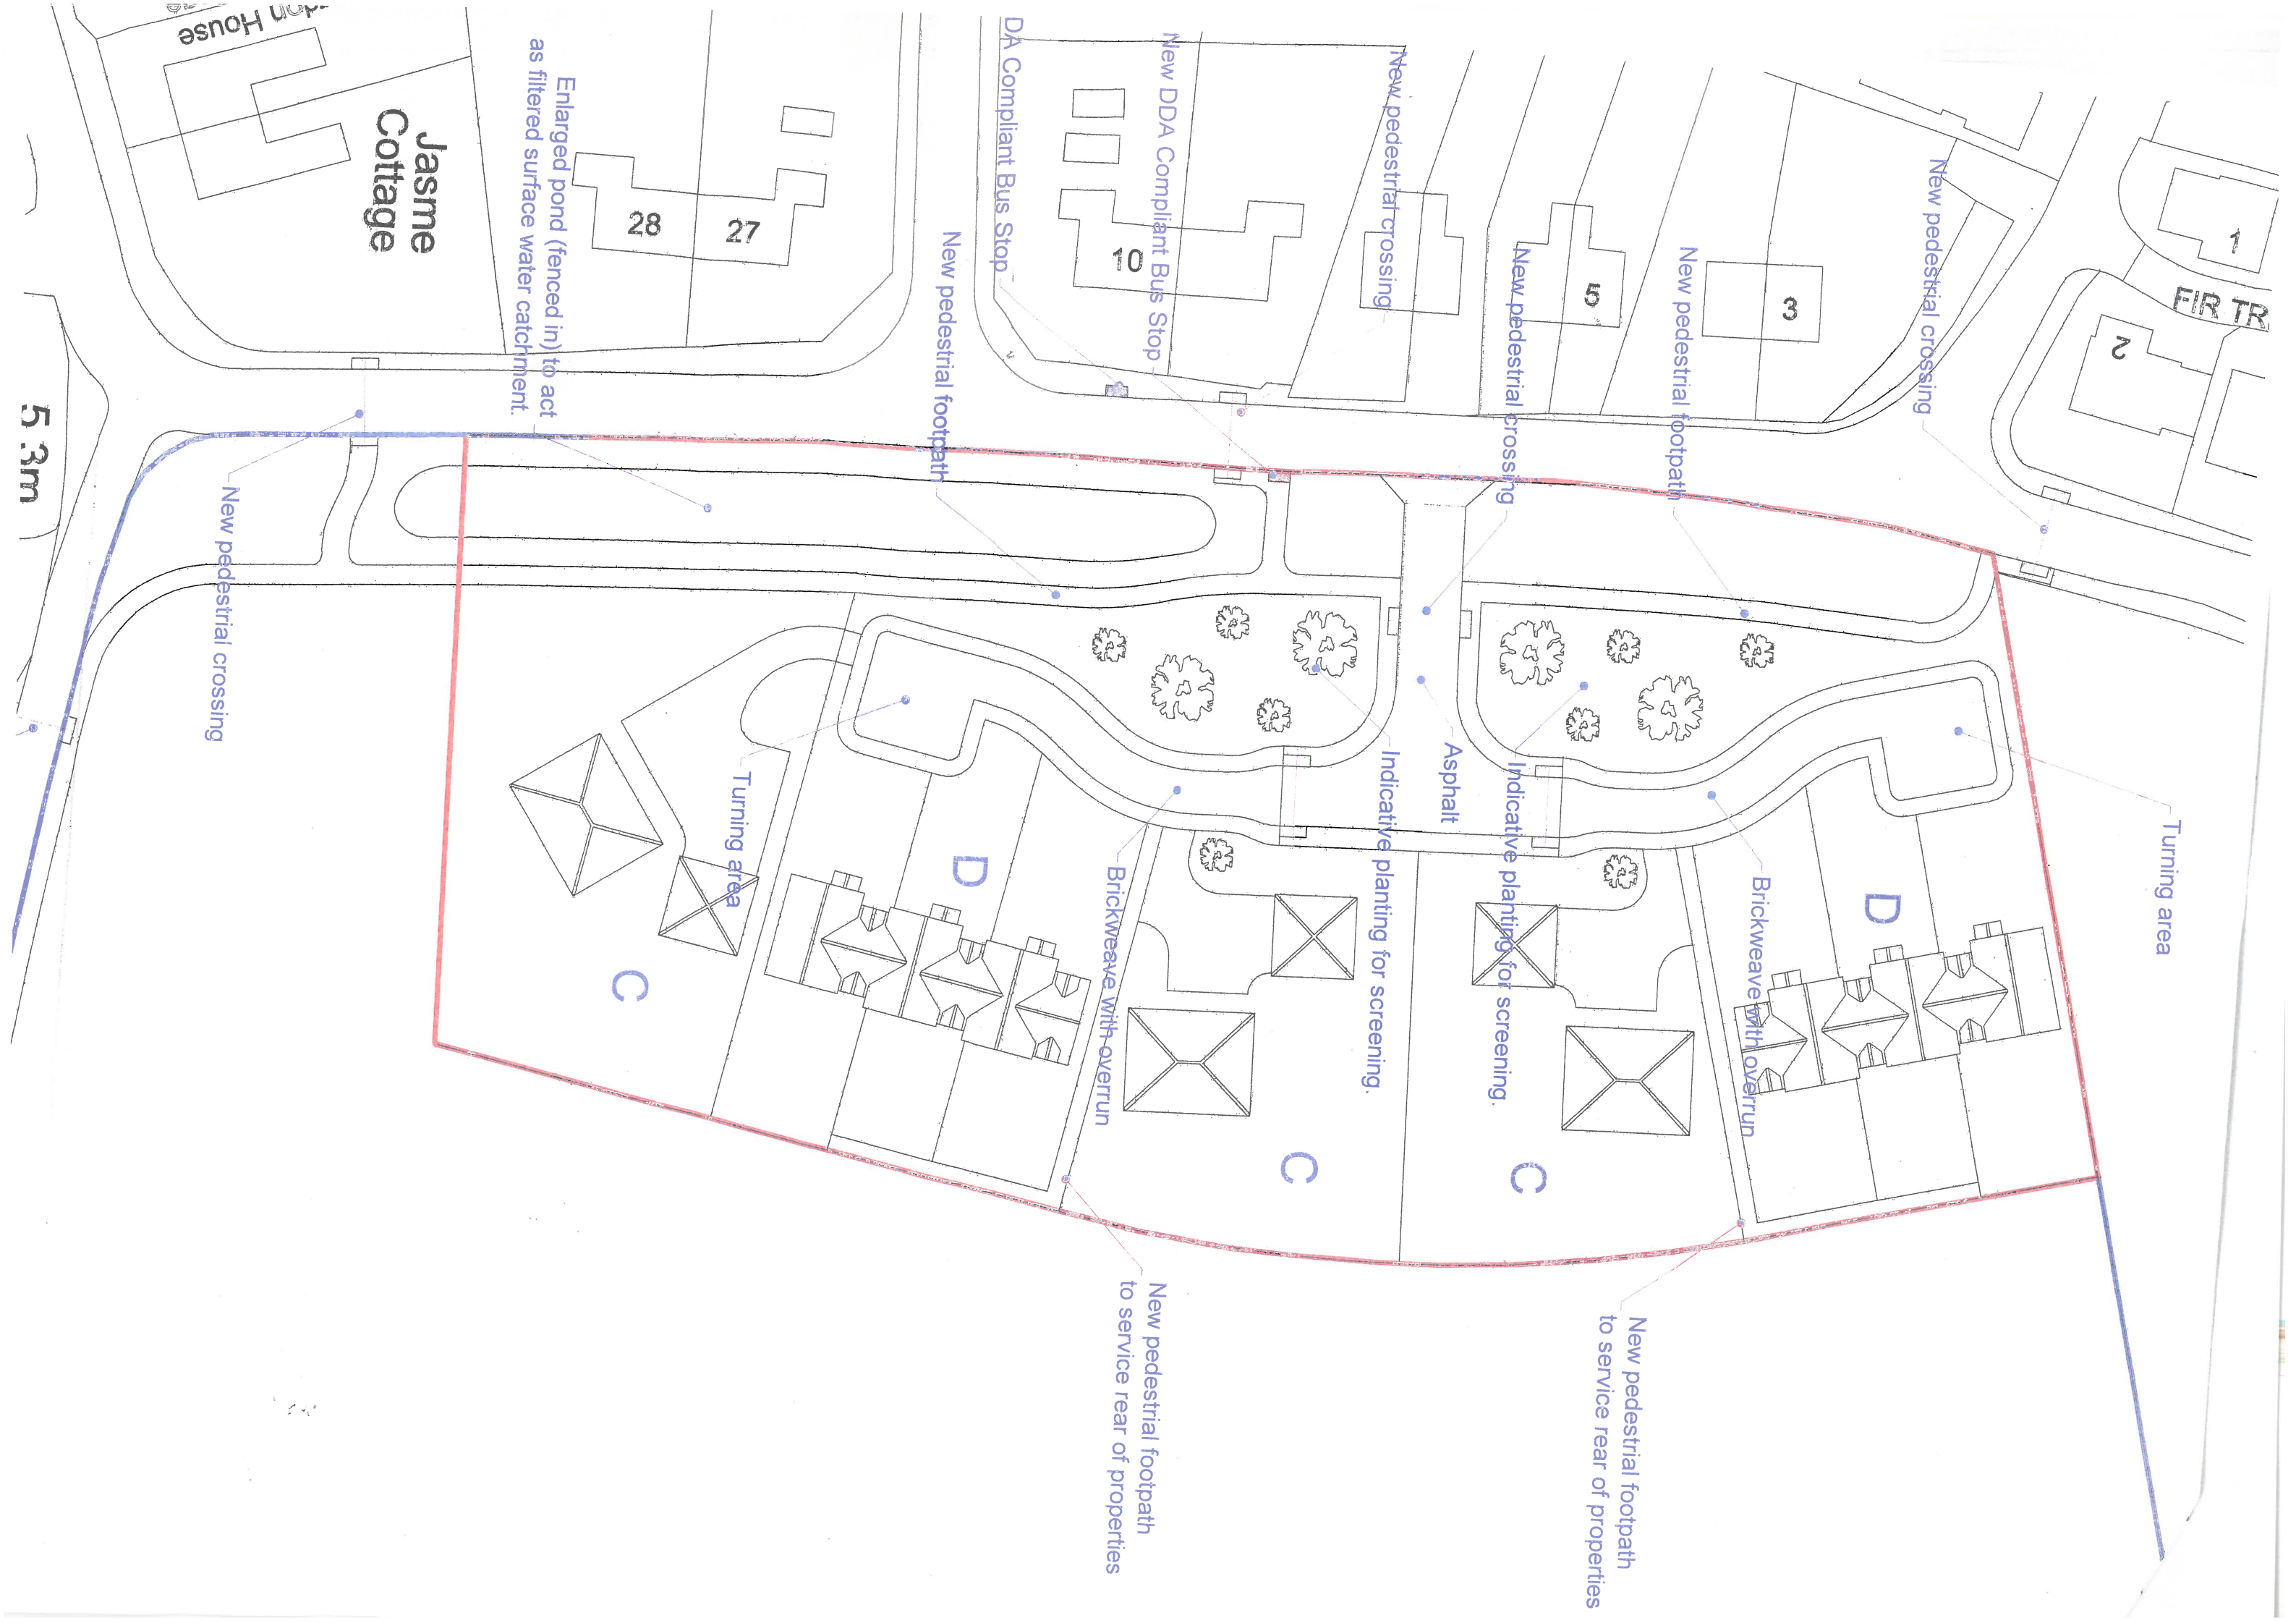 Jasme
Cottage
28
27
10
5
3
1
2
FIR TR
5.3m
House
Enlarged pond (fenced in) to act
as filtered surface water catchment.
DA Compliant Bus Stop
New DDA Compliant Bus Stop
New pedestrian footpath
New pedestrial crossing
New pedestrial crossing
New pedestrial footpath
New pedestrial crossing
New pedestrial crossing
Turning area
Turning area
Asphalt
Indicative planting for screening.
Indicative planting for screening.
Brickweave with overrun
Brickweave with overrun
D
D
C
C
C
New pedestrial footpath
to service rear of properties
New pedestrial footpath
to service rear of properties